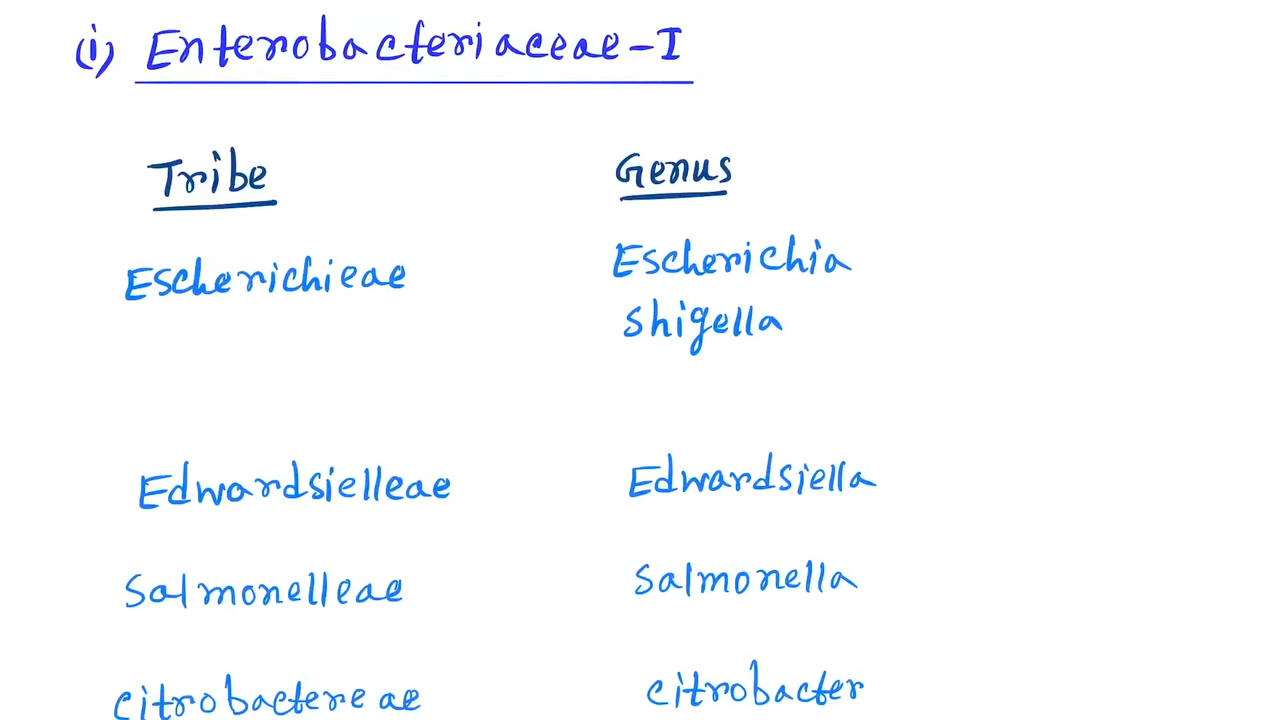 (i) Enterobacteriaceae-I
Tribe Genus
Escherichieae Escherichia
Shigella
Edwardsielleae Edwardsiella
Salmonelleae Salmonella
Citrobactereae Citrobacter